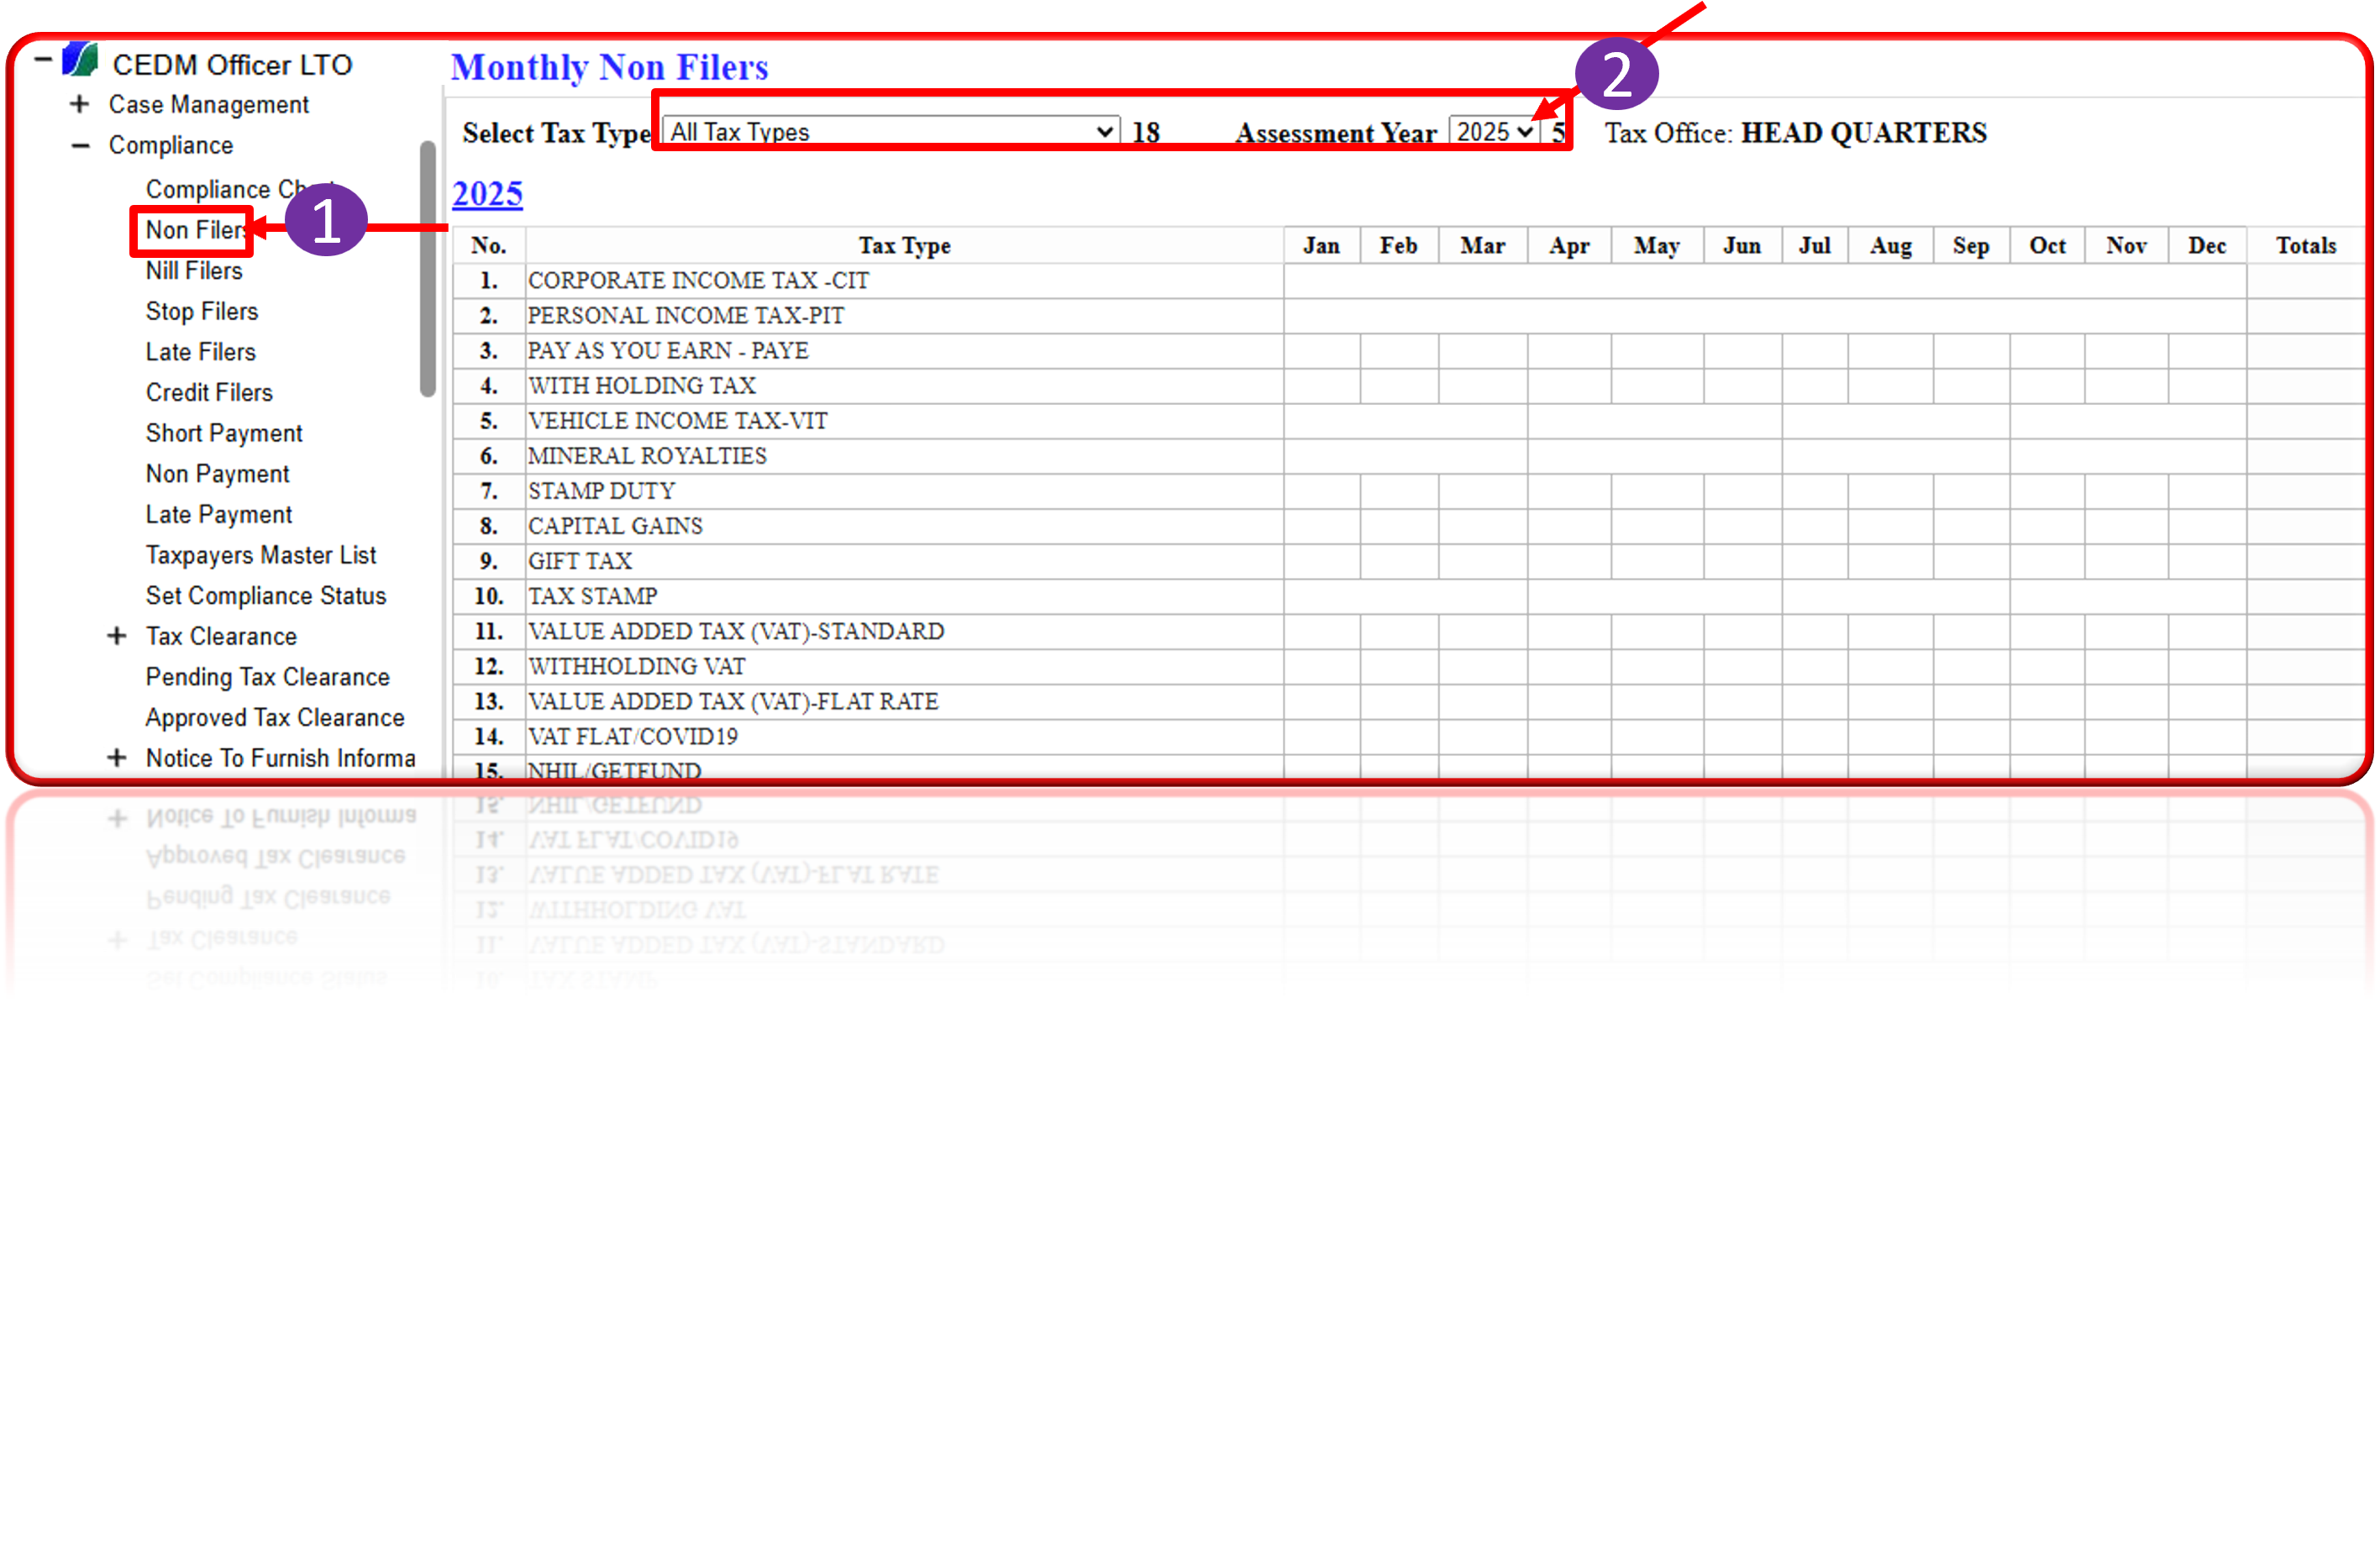 CEDM Officer LTO
Case Management
Compliance
Compliance
Non Filers
Nill Filers
Stop Filers
Late Filers
Credit Filers
Short Payment
Non Payment
Late Payment
Taxpayers Master List
Set Compliance Status
Tax Clearance
Pending Tax Clearance
Approved Tax Clearance
Notice To Furnish Informa
1
2
Monthly Non Filers
Select Tax Type All Tax Types 18 Assessment Year 2025 5 Tax Office: HEAD QUARTERS
2025
No. Tax Type Jan Feb Mar Apr May Jun Jul Aug Sep Oct Nov Dec Totals
1. CORPORATE INCOME TAX -CIT
2. PERSONAL INCOME TAX-PIT
3. PAY AS YOU EARN - PAYE
4. WITH HOLDING TAX
5. VEHICLE INCOME TAX-VIT
6. MINERAL ROYALTIES
7. STAMP DUTY
8. CAPITAL GAINS
9. GIFT TAX
10. TAX STAMP
11. VALUE ADDED TAX (VAT)-STANDARD
12. WITHHOLDING VAT
13. VALUE ADDED TAX (VAT)-FLAT RATE
14. VAT FLAT/COVID19
15. NHIL/GETFUND